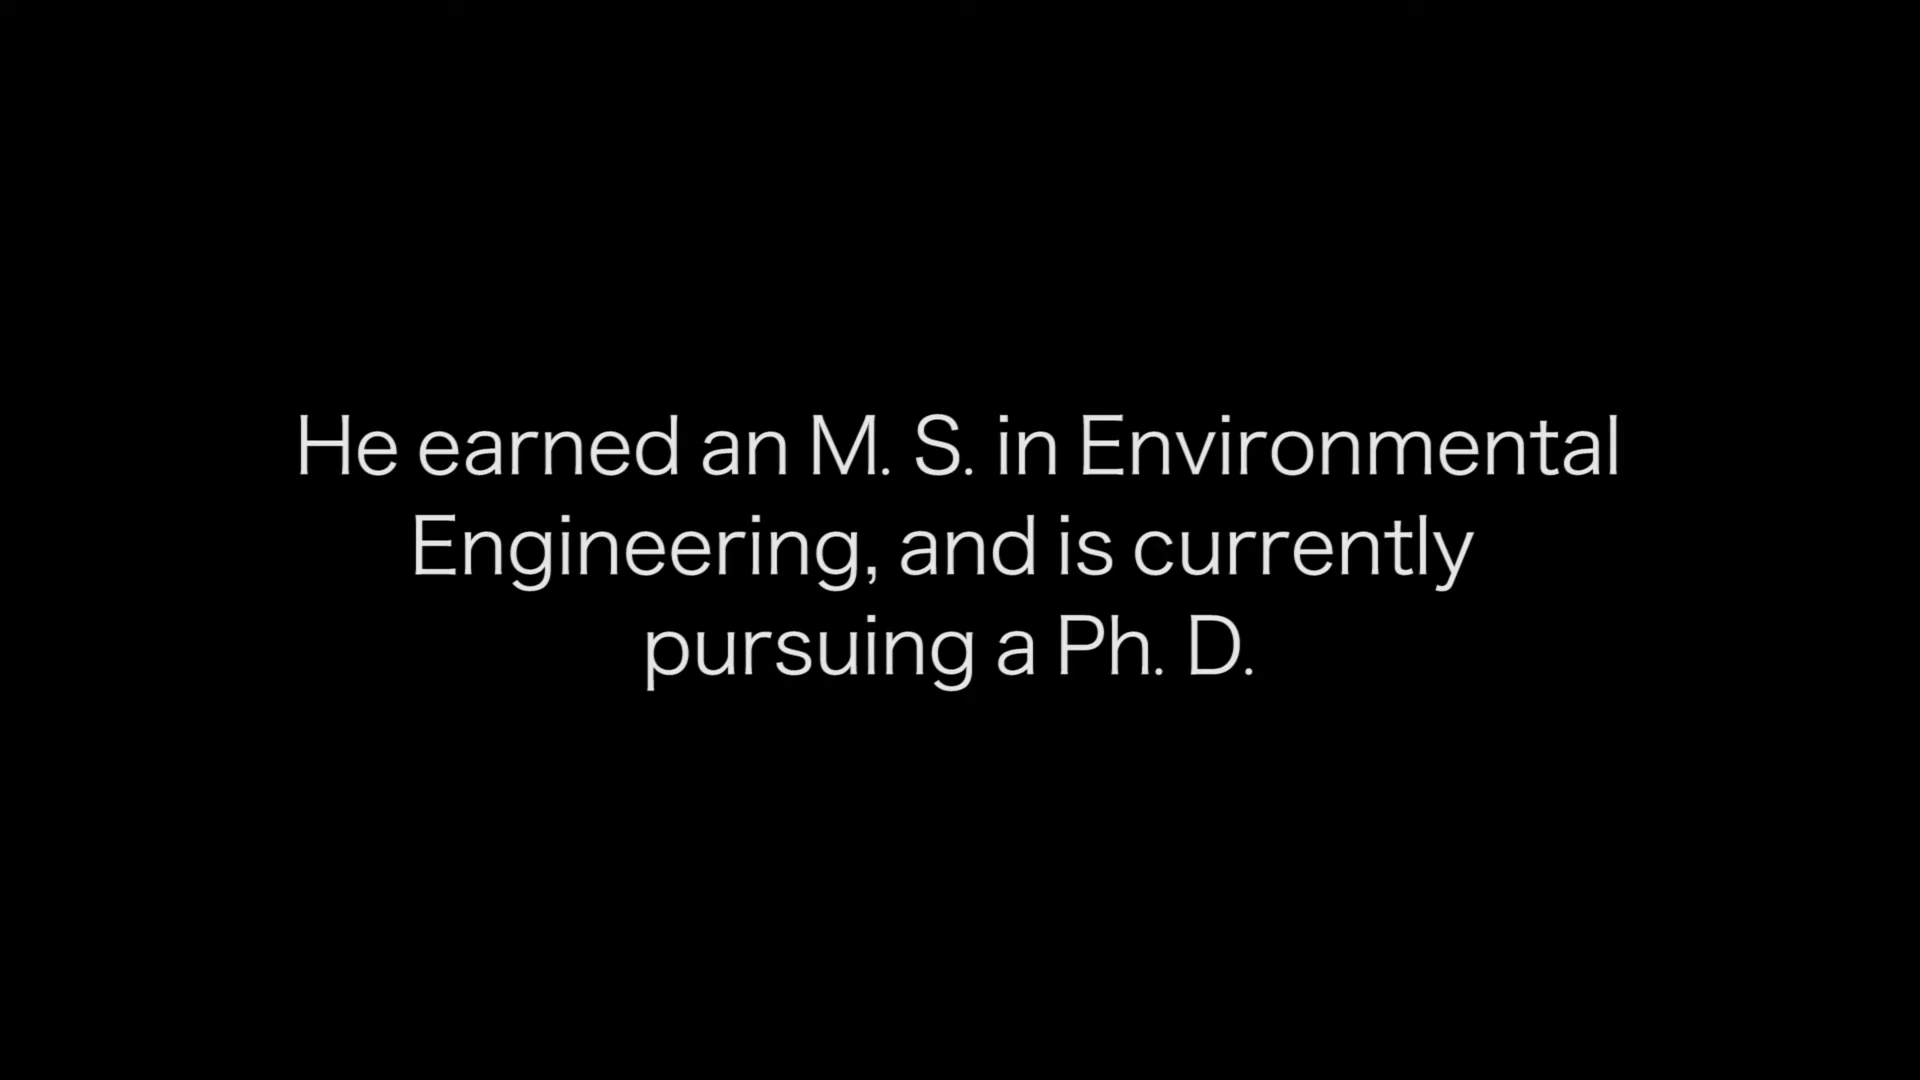 He earned an M. S. in Environmental
Engineering, and is currently
pursuing a Ph. D.